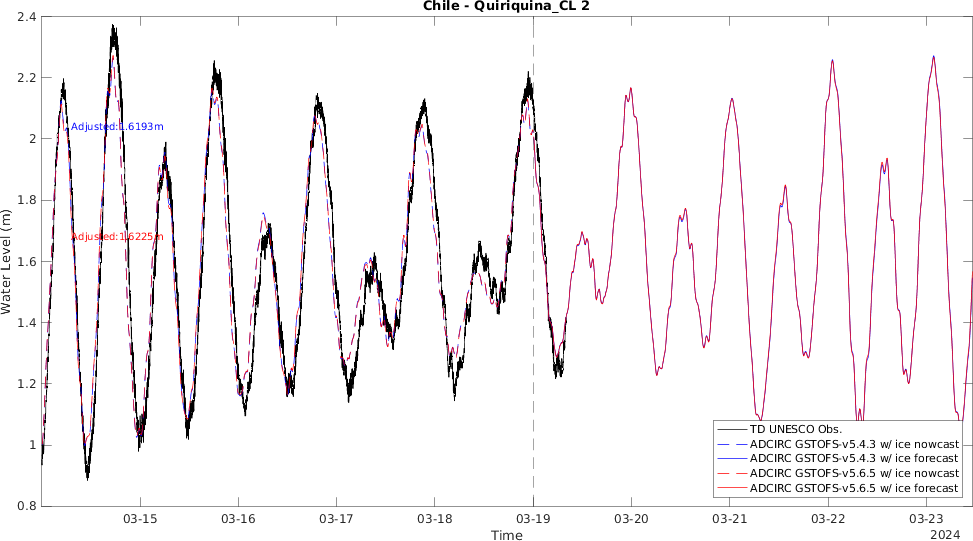 Chile - Quiriquina_CL 2
2.4
2.2
2
1.8
1.6
1.4
1.2
1
0.8
Water Level (m)
Adjusted:1.6193m
Adjusted:1.6225m
TD UNESCO Obs.
ADCIRC GSTOFS-v5.4.3 w/ ice nowcast
ADCIRC GSTOFS-v5.4.3 w/ ice forecast
ADCIRC GSTOFS-v5.6.5 w/ ice nowcast
ADCIRC GSTOFS-v5.6.5 w/ ice forecast
03-15 03-16 03-17 03-18 03-19 03-20 03-21 03-22 03-23
Time
2024